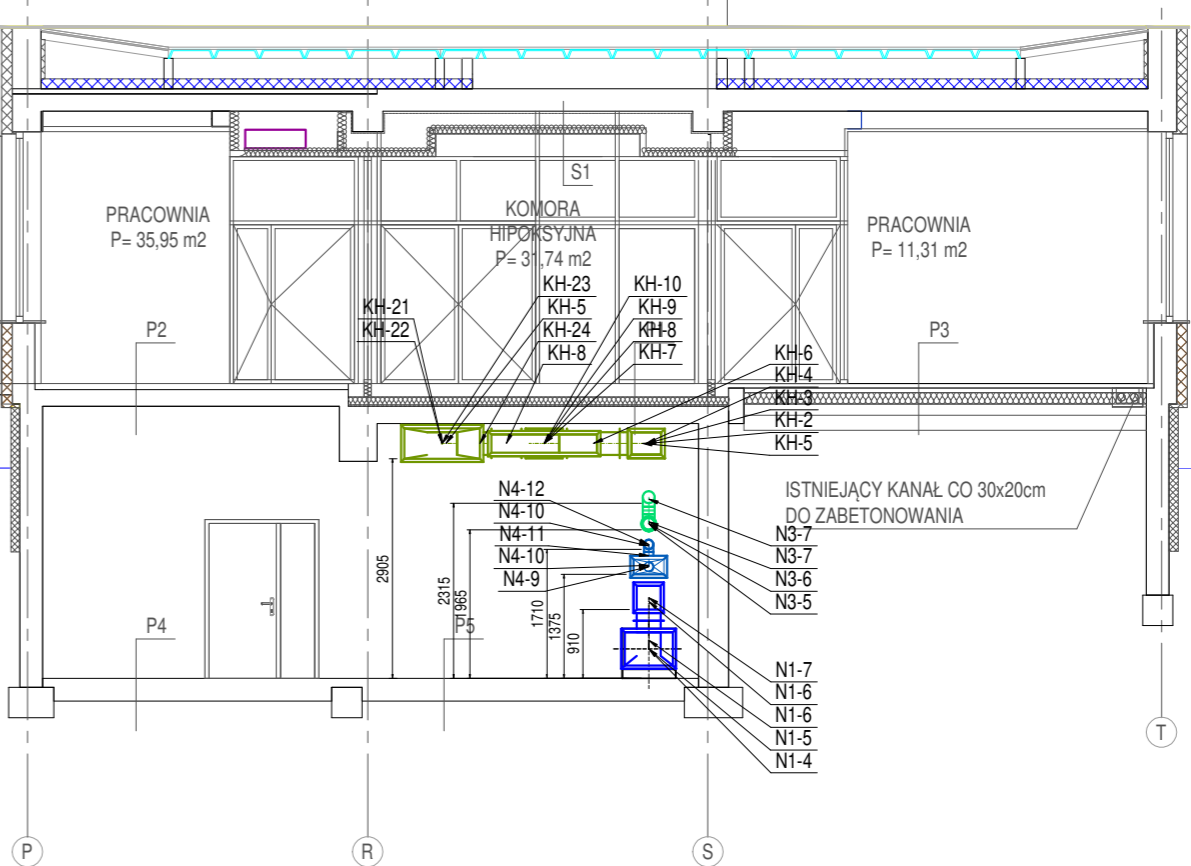 S1
PRACOWNIA
P= 35,95 m2
KOMORA
HIPOKSYJNA
P= 31,74 m2
PRACOWNIA
P= 11,31 m2
KH-21
KH-22
KH-23
KH-5
KH-24
KH-8
KH-10
KH-9
KH-8
KH-7
P2
P3
KH-6
KH-4
KH-3
KH-2
KH-5
ISTNIEJĄCY KANAŁ CO 30x20cm
DO ZABETONOWANIA
N4-12
N4-10
N4-11
N4-10
N4-9
N3-7
N3-7
N3-6
N3-5
2905
2315
1965
1710
1375
910
P4
P5
N1-7
N1-6
N1-6
N1-5
N1-4
P
R
S
T